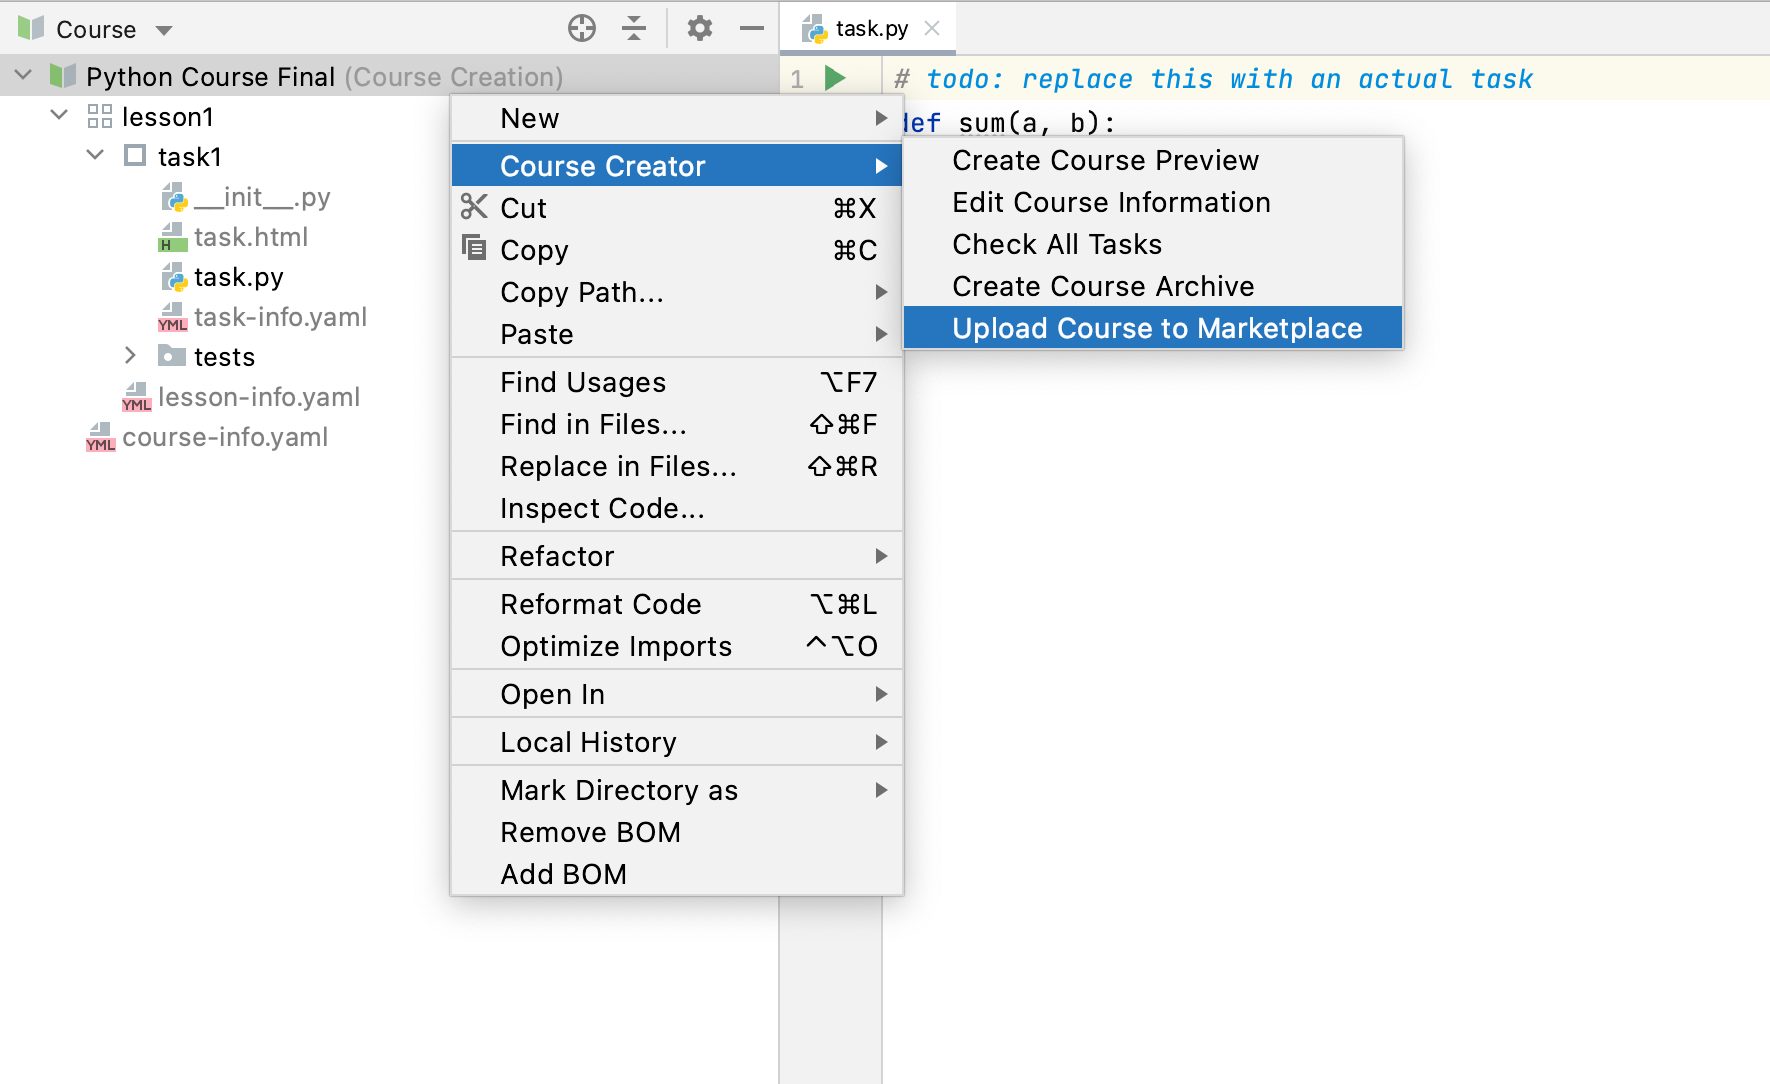 Course
Python Course Final (Course Creation)
lesson1
task1
__init__.py
task.html
task.py
task-info.yaml
tests
lesson-info.yaml
course-info.yaml
task.py
1 # todo: replace this with an actual task
def sum(a, b):
New
Course Creator
Cut ⌘X
Copy ⌘C
Copy Path...
Paste
Find Usages ⌥F7
Find in Files... ⇧⌘F
Replace in Files... ⇧⌘R
Inspect Code...
Refactor
Reformat Code ⌥⌘L
Optimize Imports ^⌥O
Open In
Local History
Mark Directory as
Remove BOM
Add BOM
Create Course Preview
Edit Course Information
Check All Tasks
Create Course Archive
Upload Course to Marketplace